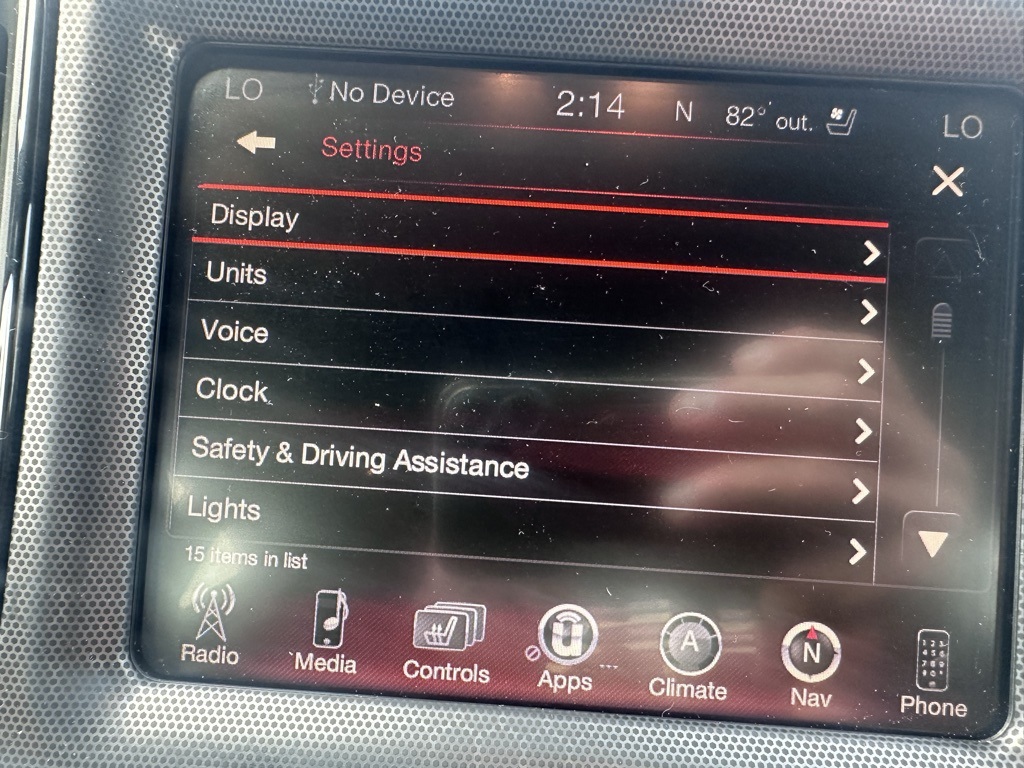 LO No Device 2:14 N 82° out. LO
Settings
Display
Units
Voice
Clock
Safety & Driving Assistance
Lights
15 items in list
A N
Radio Media Controls Apps ... Climate Nav Phone